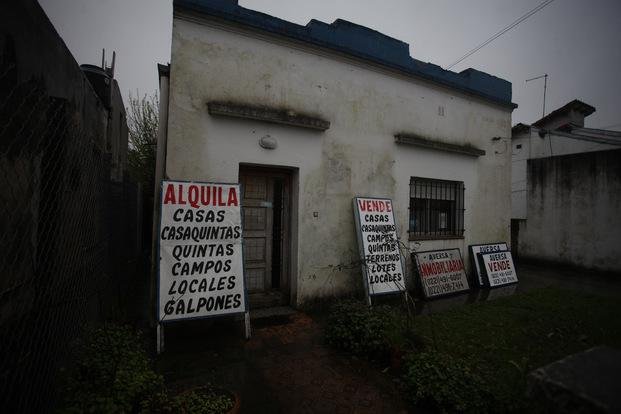 ALQUILA
CASAS
CASAQUINTAS
QUINTAS
CAMPOS
LOCALES
GALPONES
VENDE
CASAS
CASAQUINTAS
CAMPOS
QUINTAS
TERRENOS
LOTES
LOCALES
AVERSA
INMOBILIARIA
AVERSA
AVERSA
VENDE